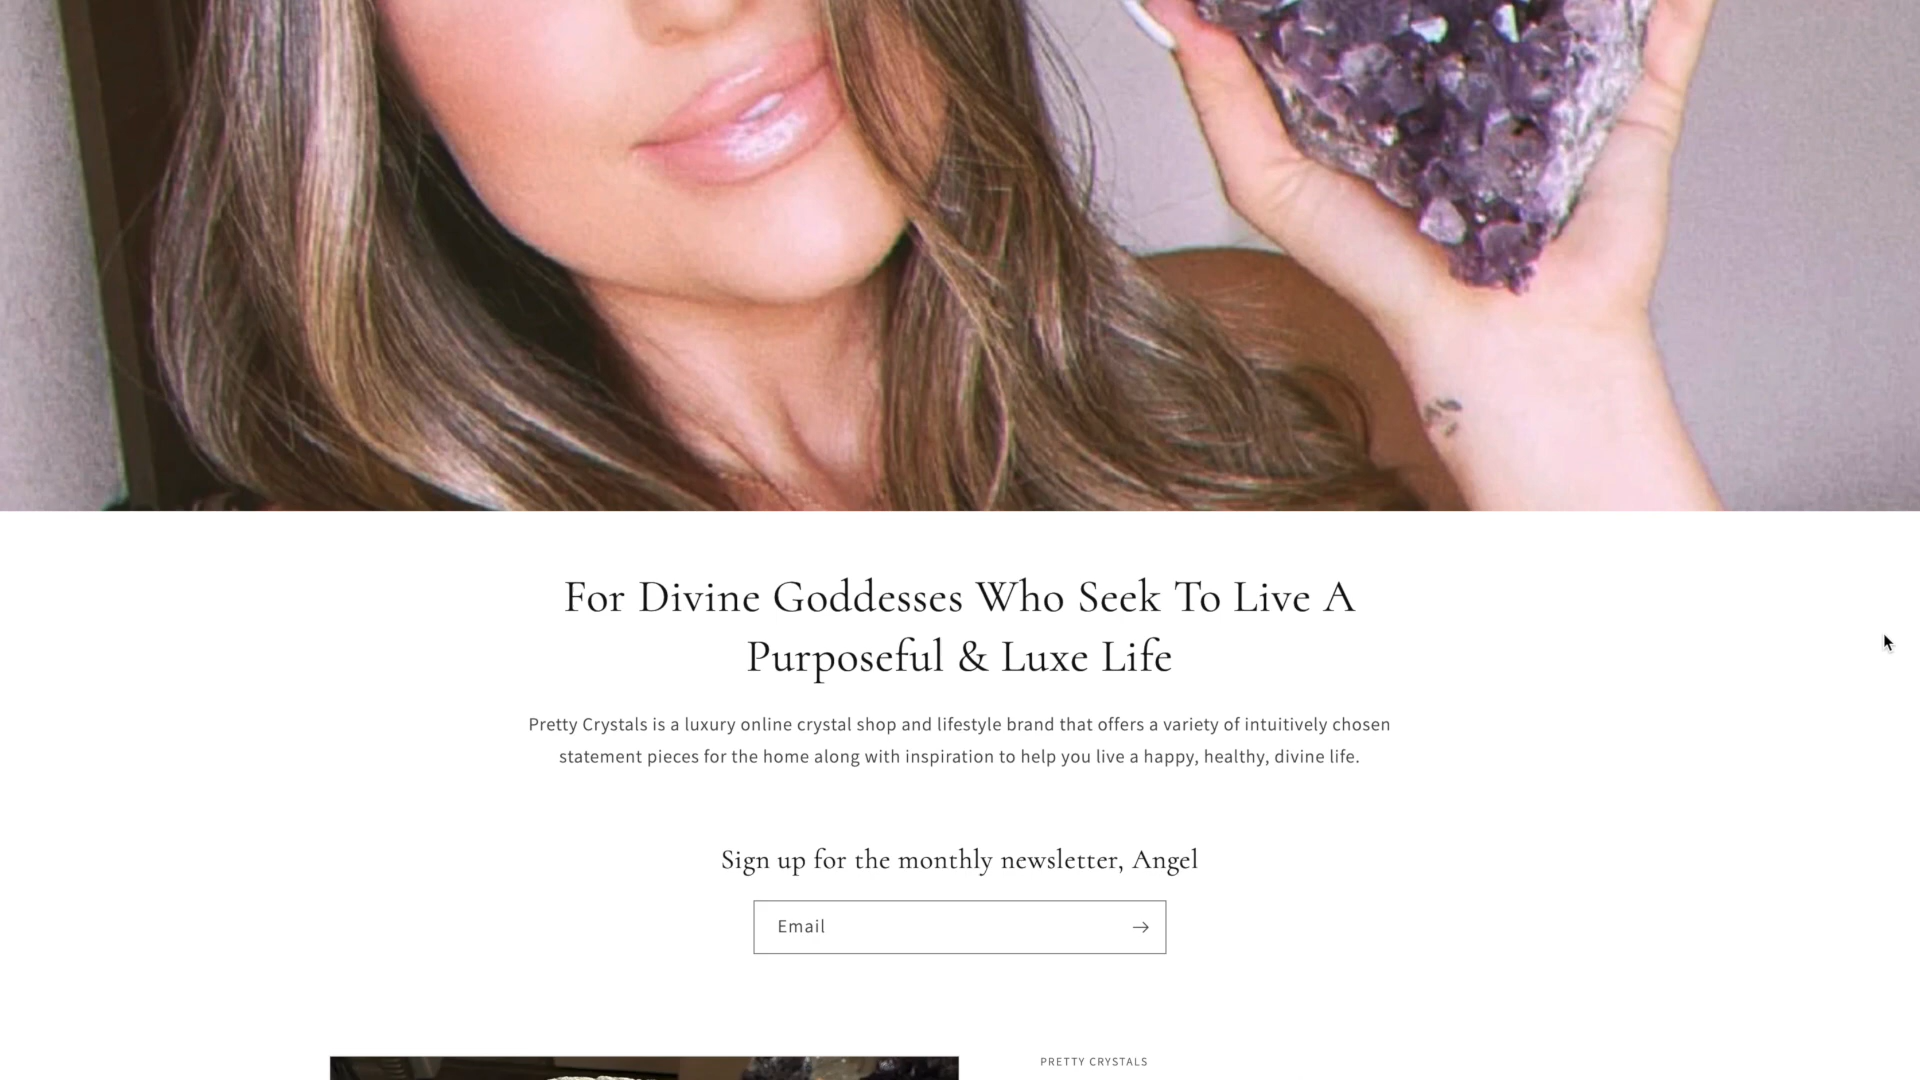 For Divine Goddesses Who Seek To Live A
Purposeful & Luxe Life
Pretty Crystals is a luxury online crystal shop and lifestyle brand that offers a variety of intuitively chosen
statement pieces for the home along with inspiration to help you live a happy, healthy, divine life.
Sign up for the monthly newsletter, Angel
Email
PRETTY CRYSTALS